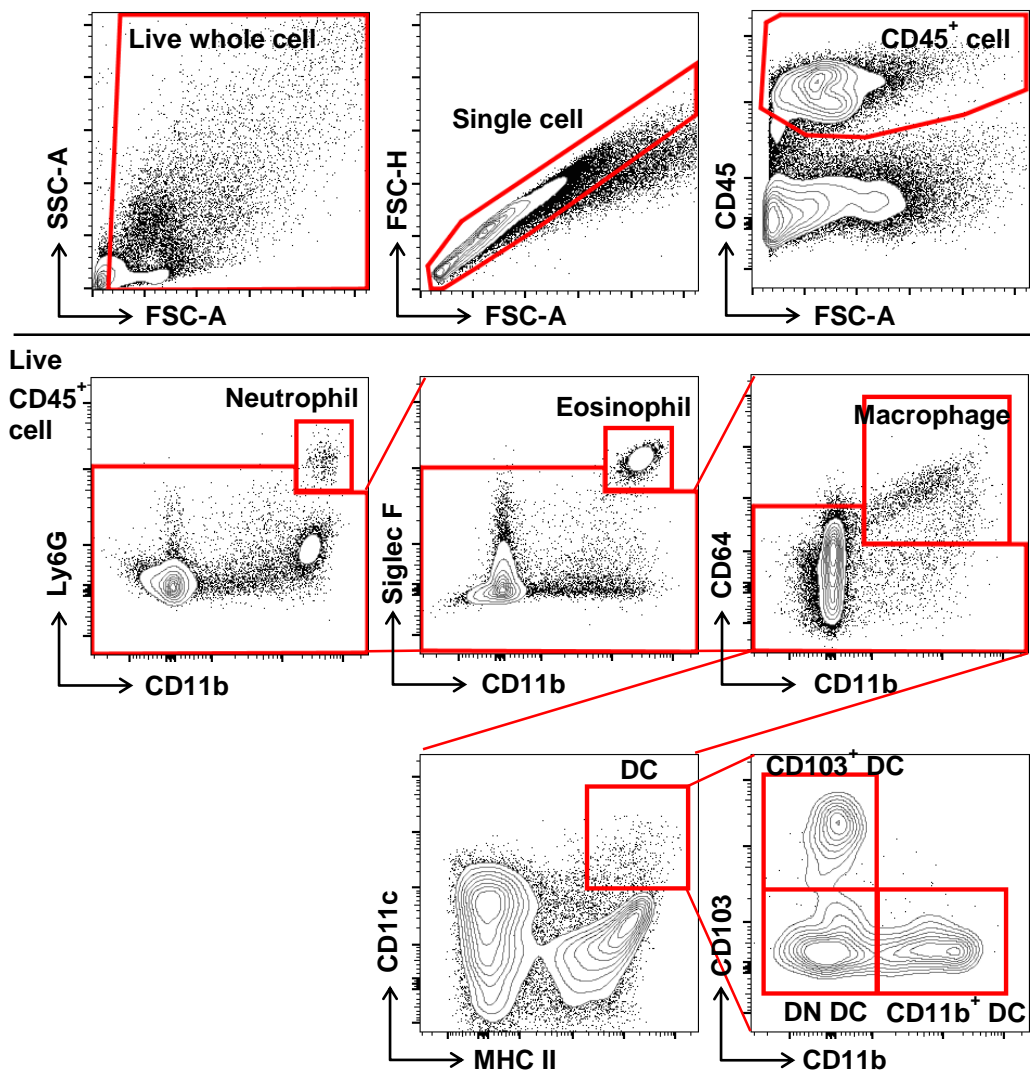 Live whole cell
SSC-A
FSC-A
Single cell
FSC-H
FSC-A
CD45⁺ cell
CD45
FSC-A
Live
CD45⁺
cell
Neutrophil
Ly6G
CD11b
Eosinophil
Siglec F
CD11b
Macrophage
CD64
CD11b
DC
CD11c
MHC II
CD103⁺ DC
CD103
DN DC
CD11b⁺ DC
CD11b